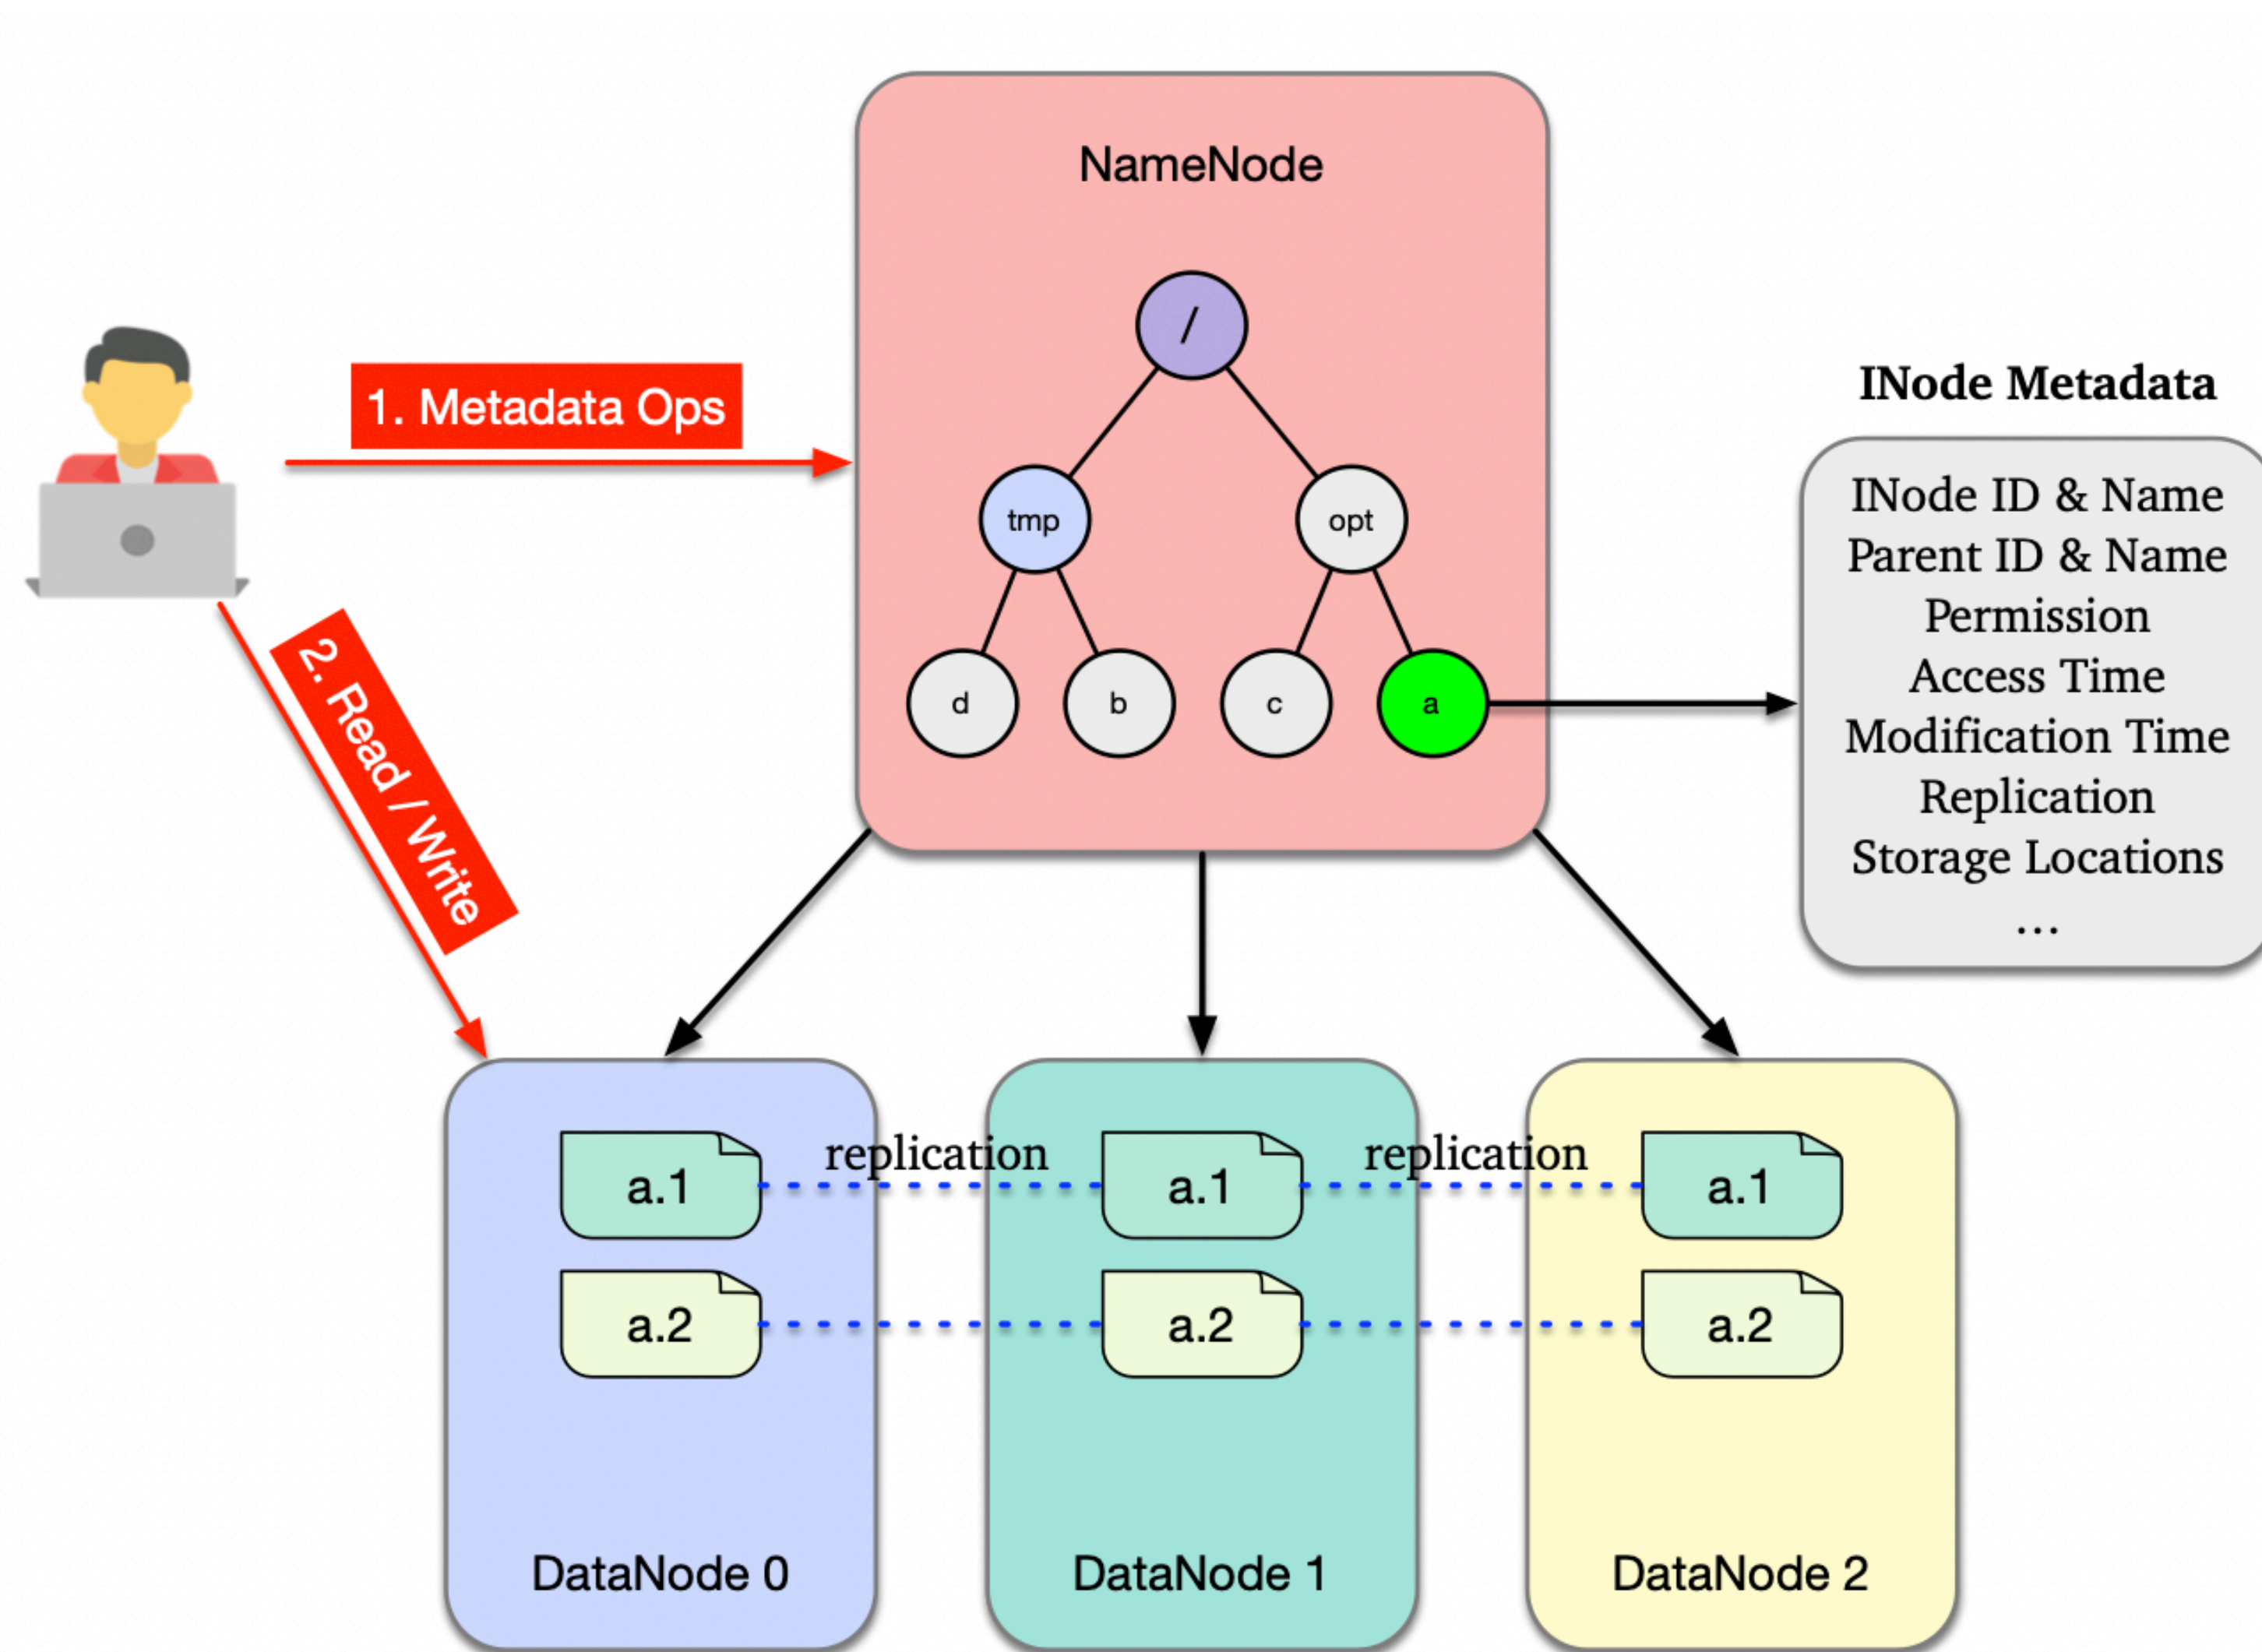 NameNode
/
1. Metadata Ops
INode Metadata
tmp
opt
INode ID & Name
Parent ID & Name
Permission
Access Time
Modification Time
Replication
Storage Locations
...
d
b
c
a
2. Read / Write
replication
replication
a.1
a.1
a.1
a.2
a.2
a.2
DataNode 0
DataNode 1
DataNode 2